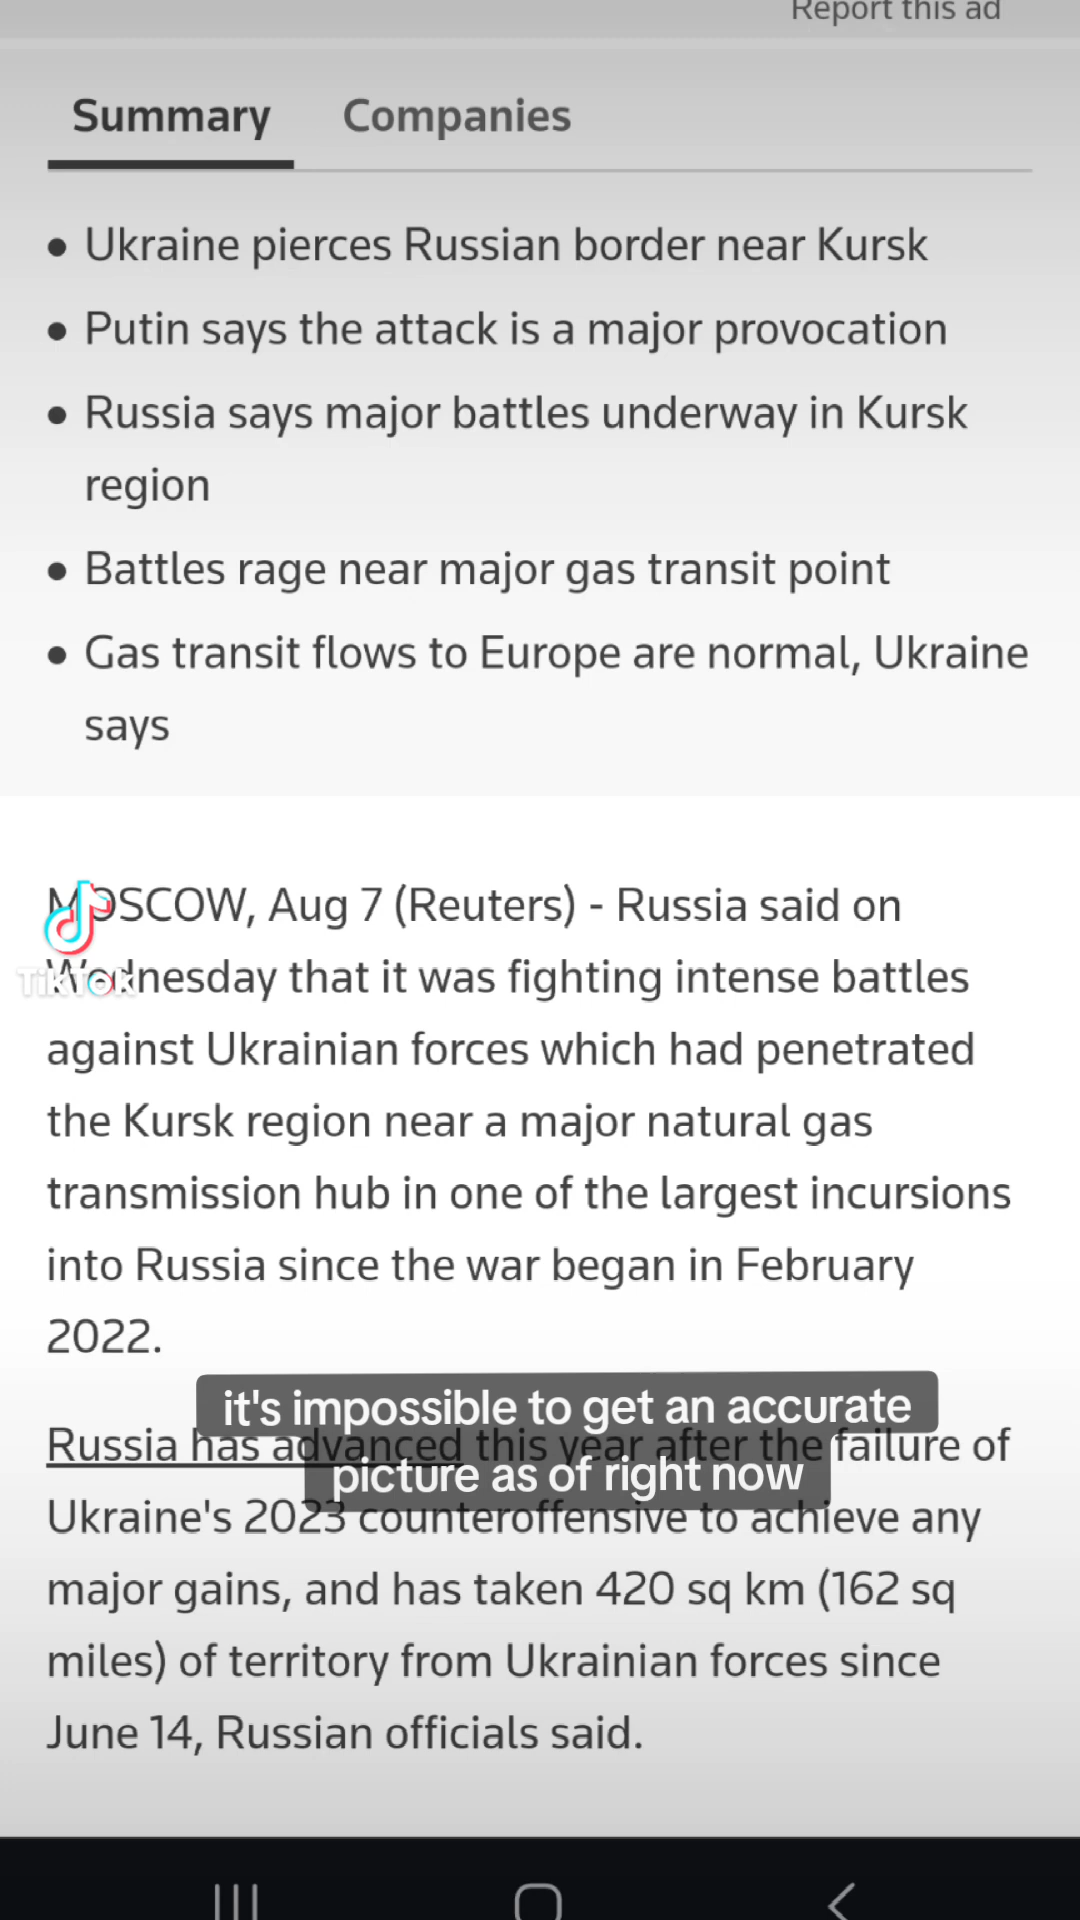 Report this ad
Summary Companies
• Ukraine pierces Russian border near Kursk
• Putin says the attack is a major provocation
• Russia says major battles underway in Kursk
region
• Battles rage near major gas transit point
• Gas transit flows to Europe are normal, Ukraine
says
MOSCOW, Aug 7 (Reuters) - Russia said on
Wednesday that it was fighting intense battles
TikTok
against Ukrainian forces which had penetrated
the Kursk region near a major natural gas
transmission hub in one of the largest incursions
into Russia since the war began in February
2022.
it's impossible to get an accurate
picture as of right now
Russia has advanced this year after the failure of
Ukraine's 2023 counteroffensive to achieve any
major gains, and has taken 420 sq km (162 sq
miles) of territory from Ukrainian forces since
June 14, Russian officials said.